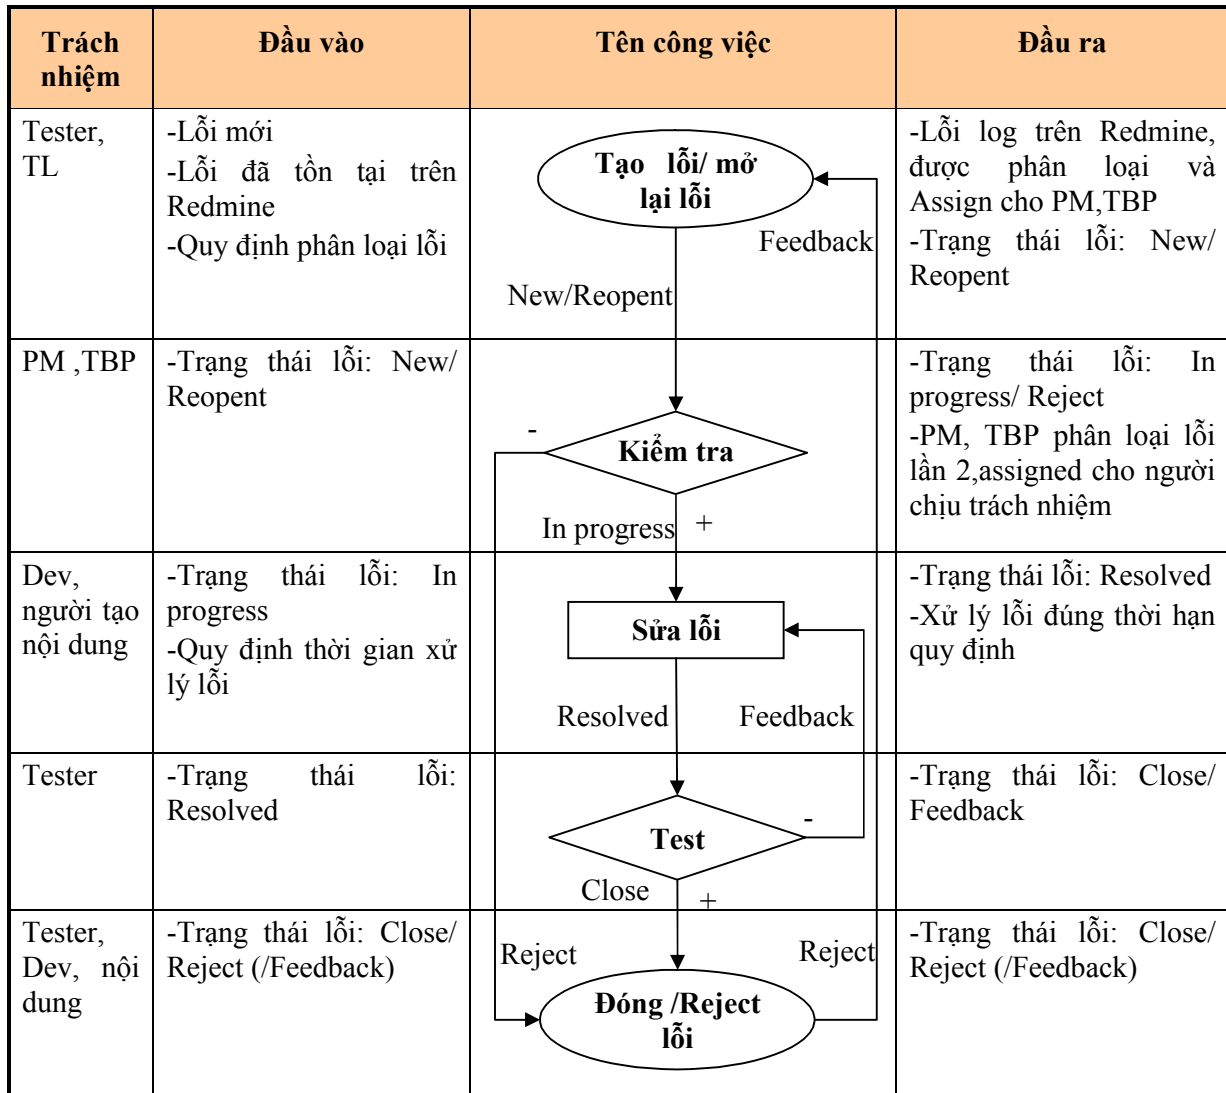 Trách
nhiệm
Đầu vào
Tên công việc
Đầu ra
Tester,
TL
-Lỗi mới
-Lỗi đã tồn tại trên
Redmine
-Quy định phân loại lỗi
Tạo lỗi/ mở
lại lỗi
Feedback
New/Reopent
-Lỗi log trên Redmine,
được phân loại và
Assign cho PM,TBP
-Trạng thái lỗi: New/
Reopent
PM ,TBP
-Trạng thái lỗi: New/
Reopent
-
Kiểm tra
In progress +
-Trạng thái lỗi: In
progress/ Reject
-PM, TBP phân loại lỗi
lần 2,assigned cho người
chịu trách nhiệm
Dev,
người tạo
nội dung
-Trạng thái lỗi: In
progress
-Quy định thời gian xử
lý lỗi
Sửa lỗi
Resolved
Feedback
-Trạng thái lỗi: Resolved
-Xử lý lỗi đúng thời hạn
quy định
Tester
-Trạng thái lỗi:
Resolved
-
Test
Close
+
-Trạng thái lỗi: Close/
Feedback
Tester,
Dev, nội
dung
-Trạng thái lỗi: Close/
Reject (/Feedback)
Reject
Reject
Đóng /Reject
lỗi
-Trạng thái lỗi: Close/
Reject (/Feedback)